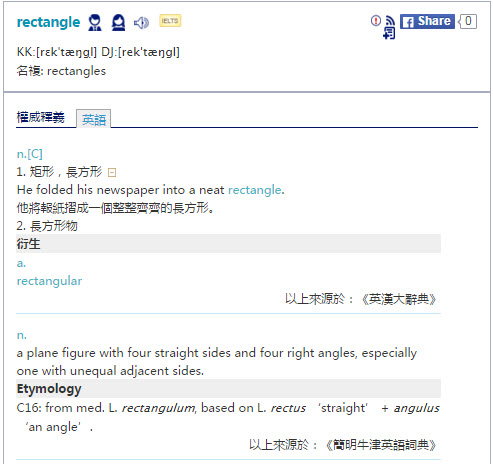 rectangle IELTS Share 0
KK:[rɛk'tæŋgl] DJ:[rek'tæŋgl]
名複: rectangles
權威釋義 英語
n.[C]
1. 矩形，長方形
He folded his newspaper into a neat rectangle.
他將報紙摺成一個整整齊齊的長方形。
2. 長方形物
衍生
a.
rectangular
以上來源於：《英漢大辭典》
n.
a plane figure with four straight sides and four right angles, especially
one with unequal adjacent sides.
Etymology
C16: from med. L. rectangulum, based on L. rectus ‘straight’ + angulus
‘an angle’.
以上來源於：《簡明牛津英語詞典》